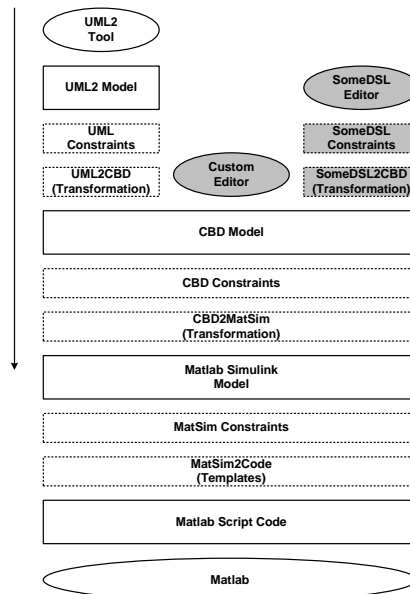 UML2
Tool
UML2 Model
SomeDSL
Editor
UML
Constraints
SomeDSL
Constraints
UML2CBD
(Transformation)
Custom
Editor
SomeDSL2CBD
(Transformation)
CBD Model
CBD Constraints
CBD2MatSim
(Transformation)
Matlab Simulink
Model
MatSim Constraints
MatSim2Code
(Templates)
Matlab Script Code
Matlab